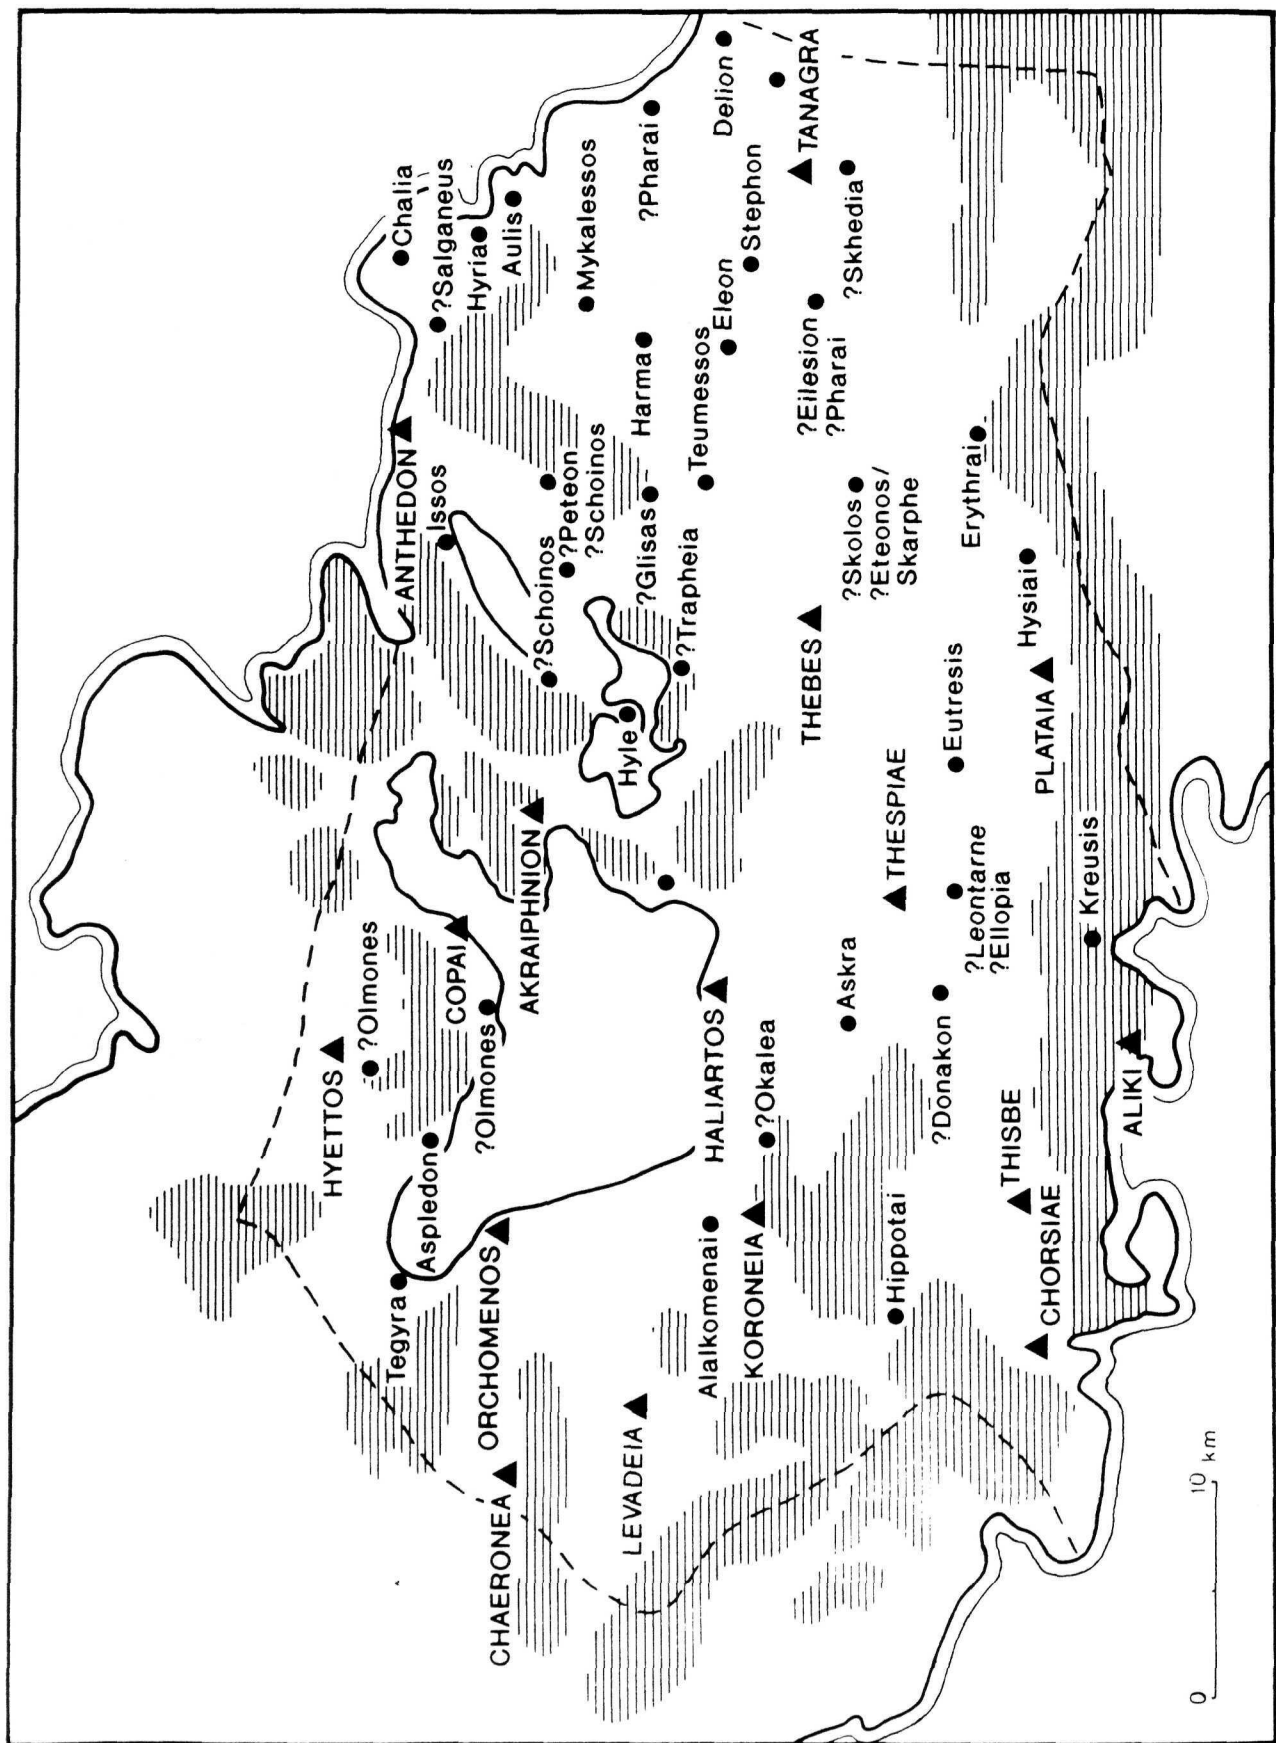 Chalia
?Salganeus
Hyria
Aulis
ANTHEDON
Issos
Mykalessos
?Pharai
Delion
?Schoinos
?Peteon
?Schoinos
Harma
?Glisas
Teumessos
Eleon
Stephon
TANAGRA
?Trapheia
Hyle
?Eilesion
?Pharai
?Skhedia
THEBES
?Skolos
?Eteonos/
Skarphe
Erythrai
Hysiai
PLATAIA
Eutresis
THESPIAE
?Leontarne
?Ellopia
Kreusis
HYETTOS
?Olmones
COPAI
?Olmones
AKRAIPHNION
Aspledon
Tegyra
ORCHOMENOS
CHAERONEA
LEVADEIA
HALIARTOS
?Okalea
Alalkomenai
KORONEIA
Askra
?Donakon
Hippotai
THISBE
CHORSIAE
ALIKI
0 10
km